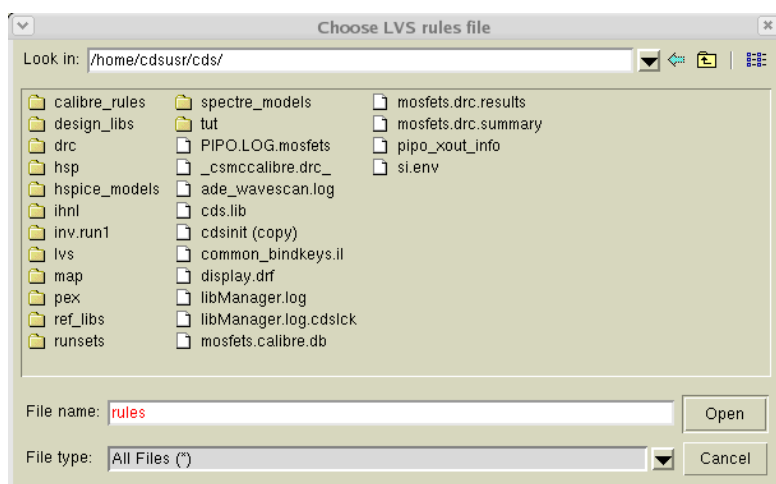 Choose LVS rules file
Look in: /home/cdsusr/cds/
calibre_rules
design_libs
drc
hsp
hspice_models
ihnl
inv.run1
lvs
map
pex
ref_libs
runsets
spectre_models
tut
PIPO.LOG.mosfets
_csmccalibre.drc_
ade_wavescan.log
cds.lib
cdsinit (copy)
common_bindkeys.il
display.drf
libManager.log
libManager.log.cdslck
mosfets.calibre.db
mosfets.drc.results
mosfets.drc.summary
pipo_xout_info
si.env
File name: rules
Open
File type: All Files (*)
Cancel